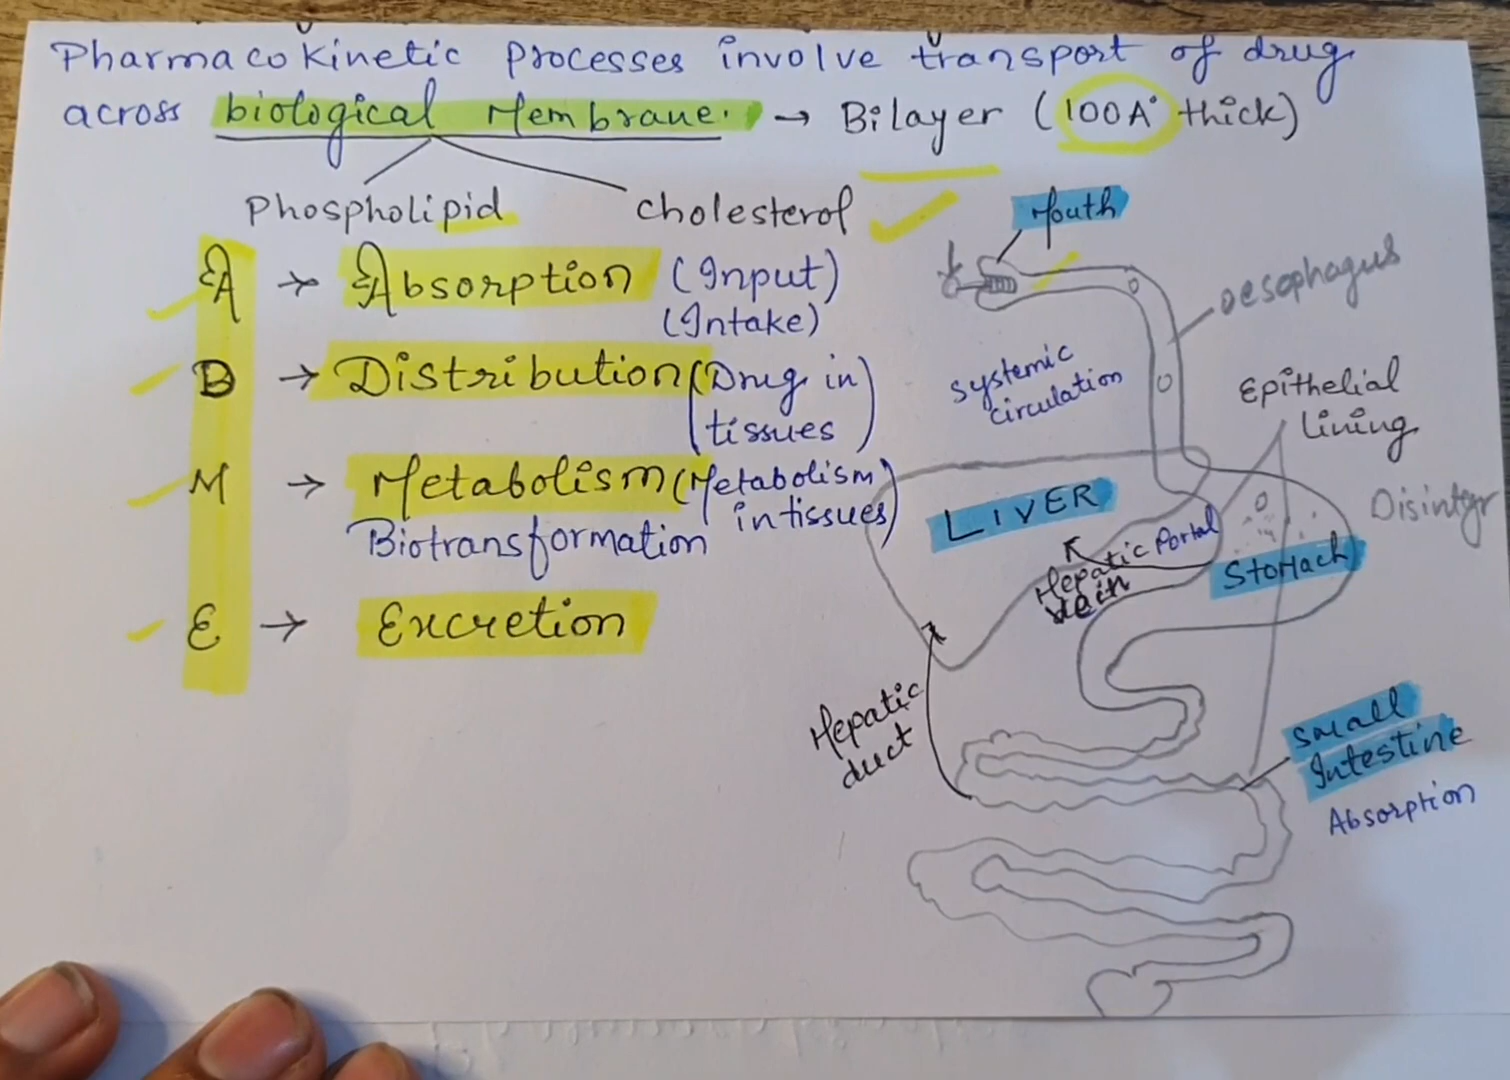 Pharmacokinetic processes involve transport of drug
across biological Membrane. → Bilayer (100A° thick)
Phospholipid
cholesterol
A → Absorption (Input)
(Intake)
D → Distribution (Drug in
tissues)
M → Metabolism (Metabolism
in tissues)
Biotransformation
E → Excretion
Mouth
oesophagus
systemic
circulation
Epithelial
lining
LIVER
Disintegr
Hepatic Portal
vein
Stomach
Hepatic
duct
Small
Intestine
Absorption